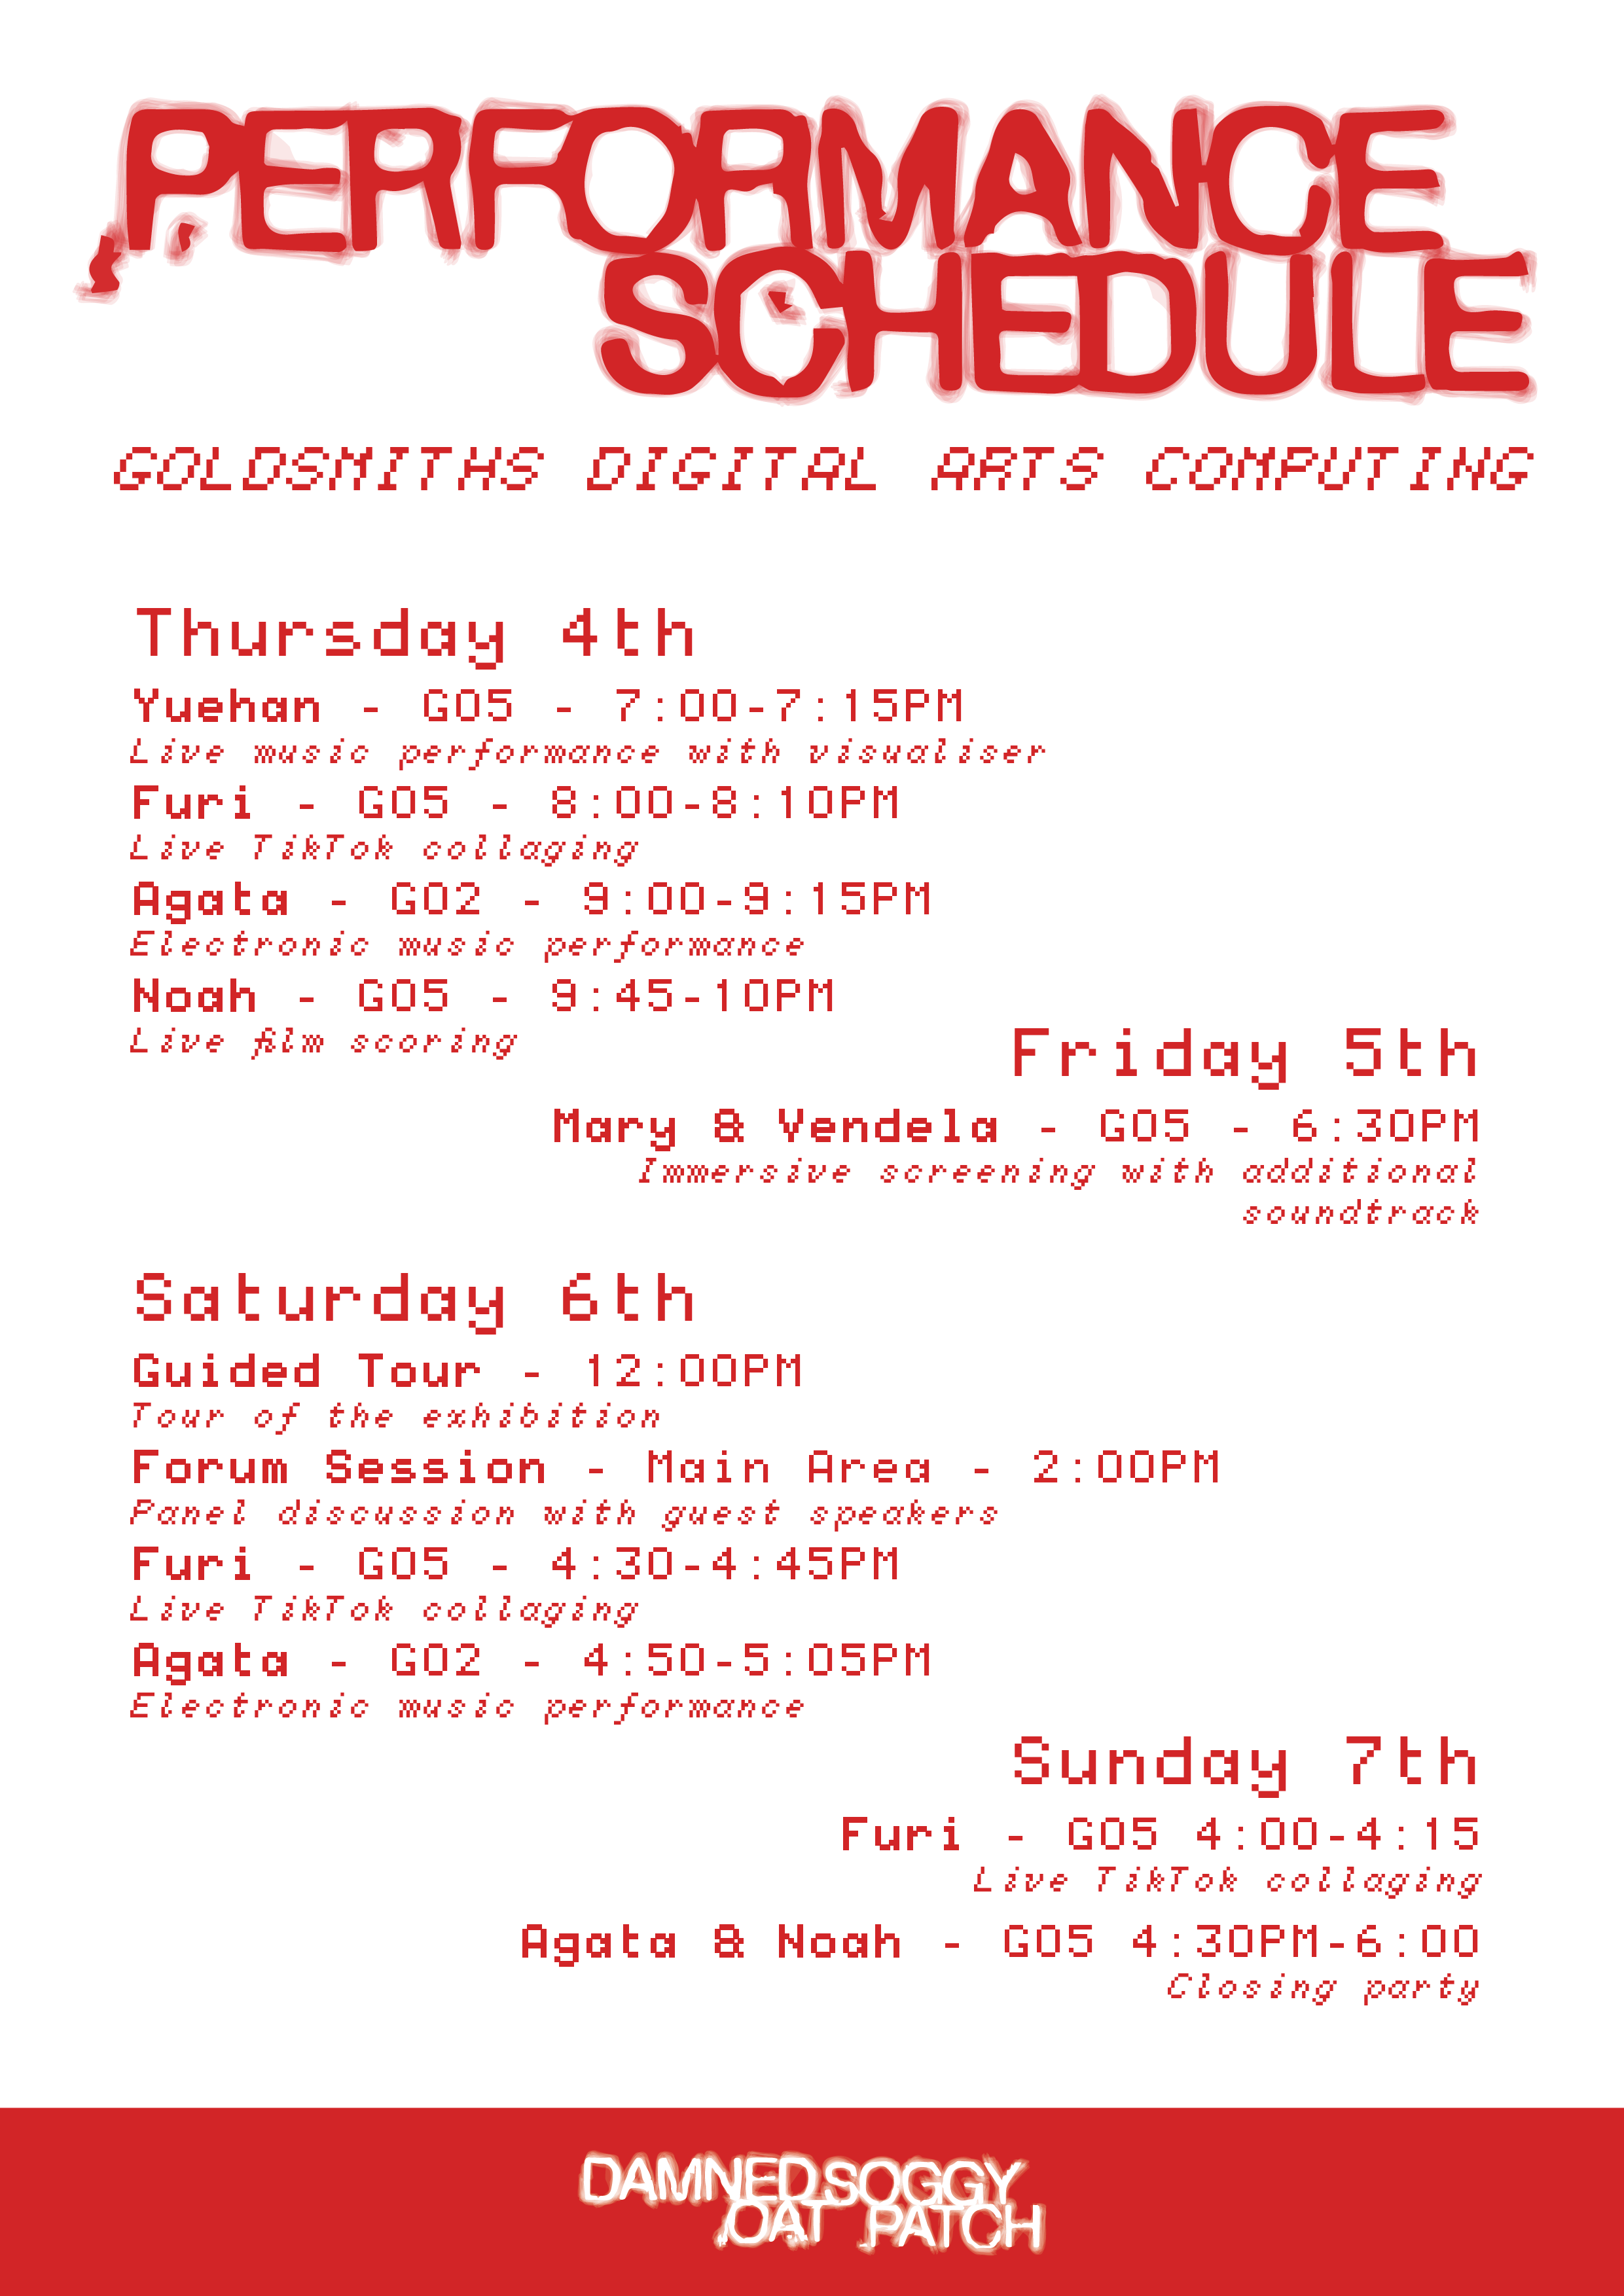 PERFORMANCE
SCHEDULE
GOLDSMITHS DIGITAL ARTS COMPUTING
Thursday 4th
Yuehan - G05 - 7:00-7:15PM
Live music performance with visualiser
Furi - G05 - 8:00-8:10PM
Live TikTok collaging
Agata - G02 - 9:00-9:15PM
Electronic music performance
Noah - G05 - 9:45-10PM
Live film scoring
Friday 5th
Mary & Vendela - G05 - 6:30PM
Immersive screening with additional
soundtrack
Saturday 6th
Guided Tour - 12:00PM
Tour of the exhibition
Forum Session - Main Area - 2:00PM
Panel discussion with guest speakers
Furi - G05 - 4:30-4:45PM
Live TikTok collaging
Agata - G02 - 4:50-5:05PM
Electronic music performance
Sunday 7th
Furi - G05 4:00-4:15
Live TikTok collaging
Agata & Noah - G05 4:30PM-6:00
Closing party
DAMNED SOGGY
OAT PATCH